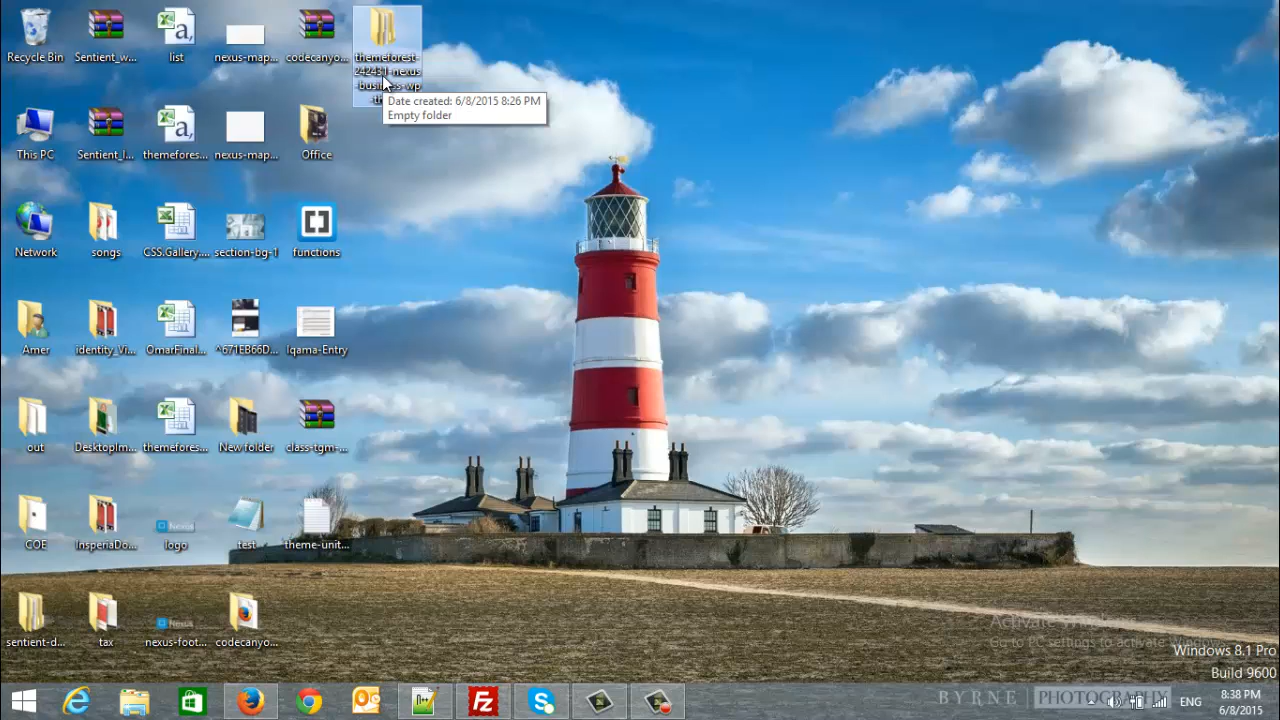 Recycle Bin
Sentient_w...
list
nexus-map...
codecanyo...
themeforest-
242431-nexus
-business-wp
Date created: 6/8/2015 8:26 PM
Empty folder
This PC
Sentient_l...
themefores...
nexus-map...
Office
Network
songs
CSS.Gallery....
section-bg-1
functions
Amer
identity_Vi...
OmarFinal...
^671EB66D...
Iqama-Entry
out
DesktopIm...
themefores...
New folder
class-tgm-...
COE
InsperiaDo...
Nexus
logo
test
theme-unit...
sentient-d...
tax
Nexus
nexus-foot...
codecanyo...
Activate Windows
Go to PC settings to activate Windows
Windows 8.1 Pro
Build 9600
BYRNE PHOTOGRAPHY
ENG
8:38 PM
6/8/2015